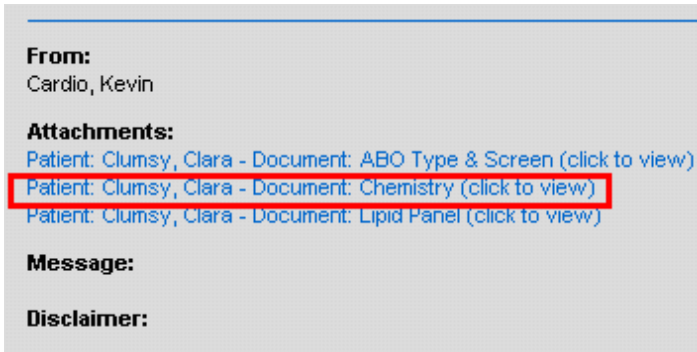 From:
Cardio, Kevin
Attachments:
Patient: Clumsy, Clara - Document: ABO Type & Screen (click to view)
Patient: Clumsy, Clara - Document: Chemistry (click to view)
Patient: Clumsy, Clara - Document: Lipid Panel (click to view)
Message:
Disclaimer: